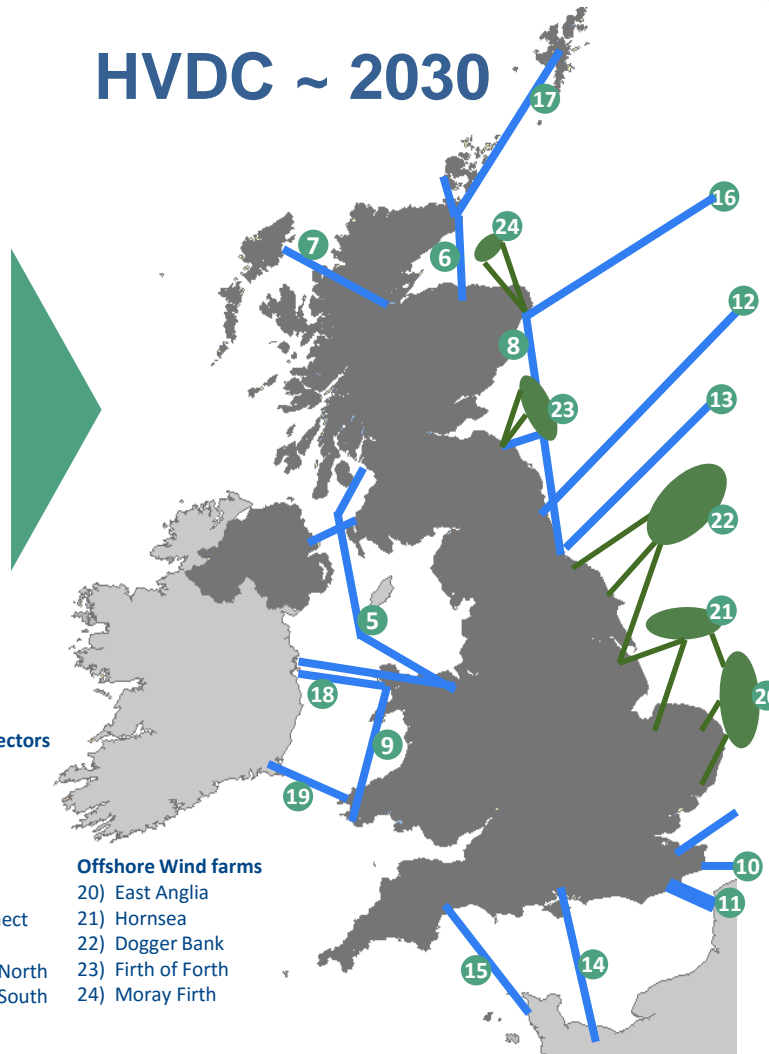 HVDC ~ 2030
17
16
24
7
6
12
8
13
23
22
21
5
18
20
ectors
9
19
Offshore Wind farms
10
20) East Anglia
11
nect
21) Hornsea
22) Dogger Bank
14
North
23) Firth of Forth
15
South
24) Moray Firth